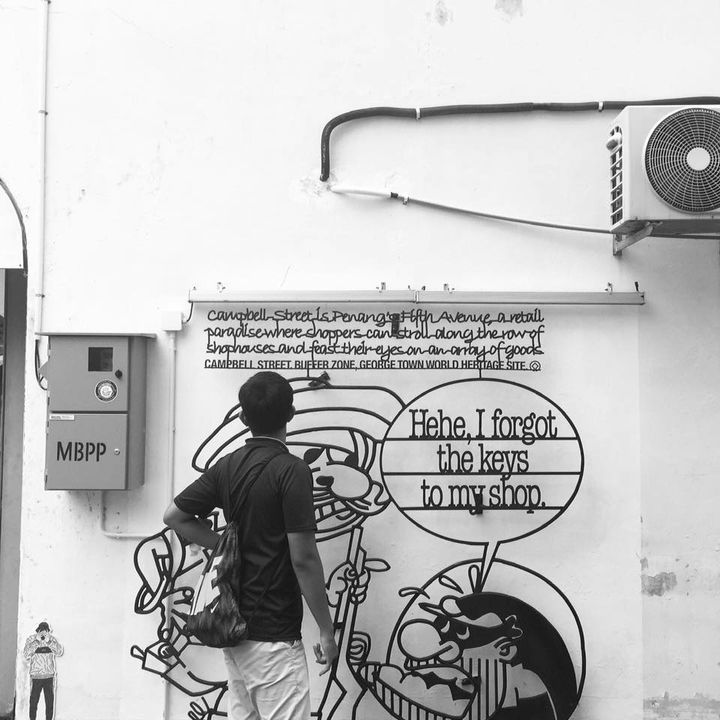 Campbell Street is Penang's Fifth Avenue, a retail
paradise where shoppers can stroll along the row of
shophouses and feast their eyes on an array of goods
CAMPBELL STREET, BUFFER ZONE, GEORGE TOWN WORLD HERITAGE SITE.
Hehe, I forgot
the keys
to my shop.
MBPP